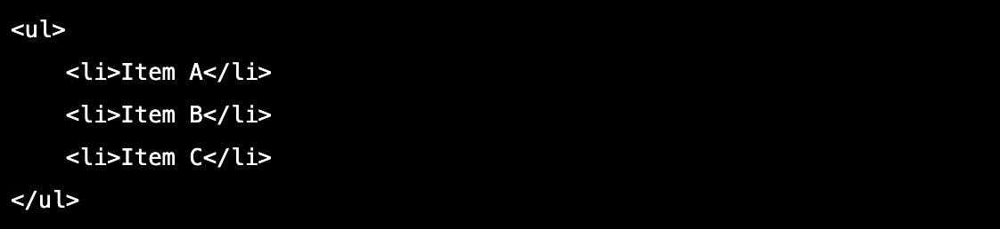 <ul>
    <li>Item A</li>
    <li>Item B</li>
    <li>Item C</li>
</ul>